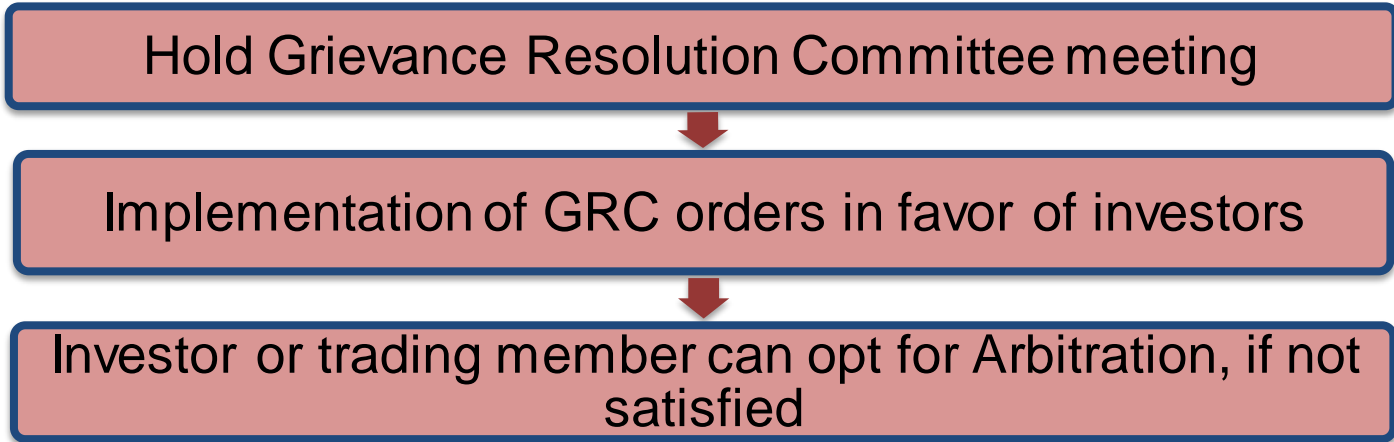 Hold Grievance Resolution Committee meeting
Implementation of GRC orders in favor of investors
Investor or trading member can opt for Arbitration, if not
satisfied